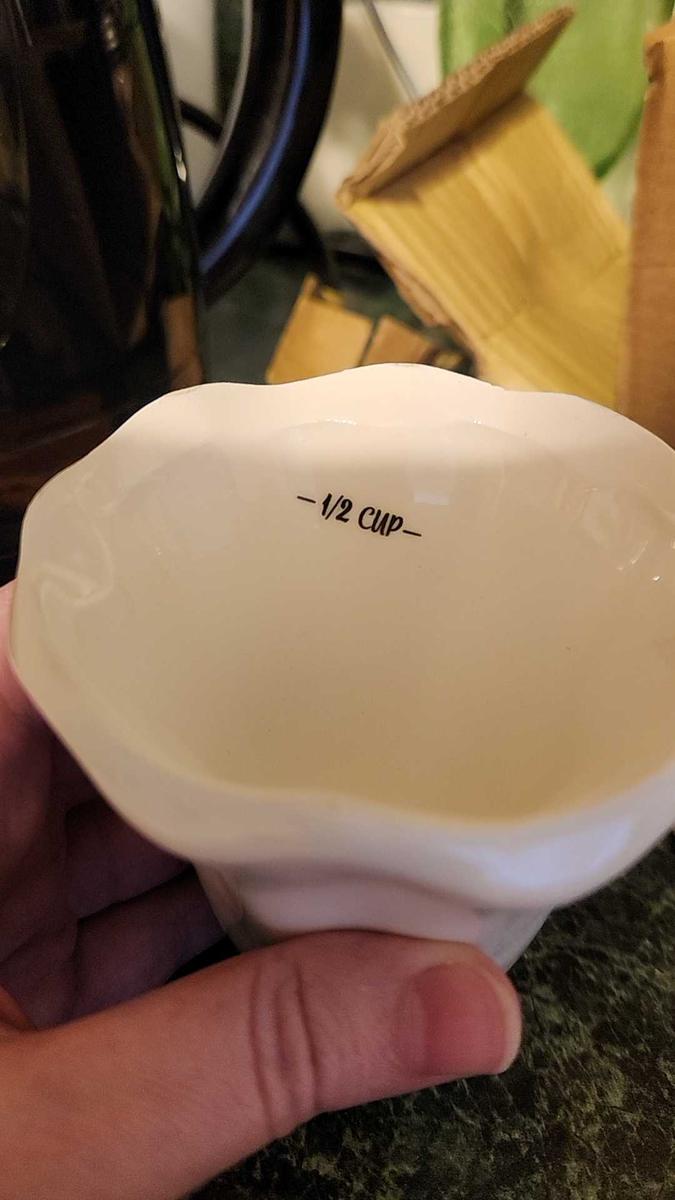 – 1/2 CUP –